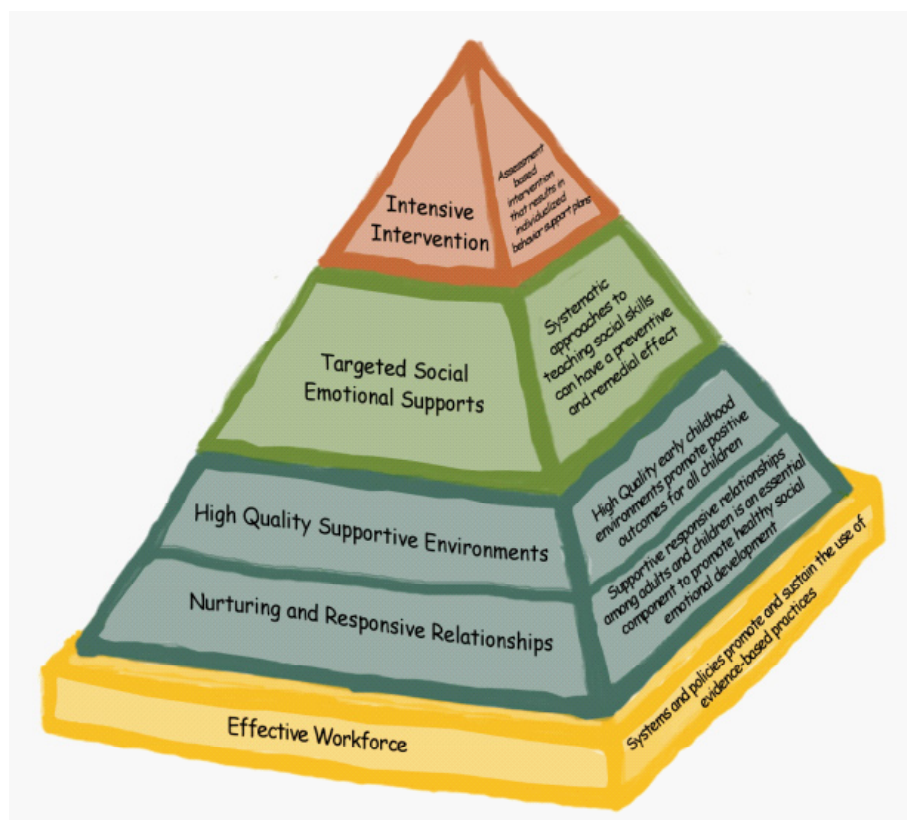 Intensive
Intervention
Assessment
based
intervention
that results in
individualized
behavior support plans
Targeted Social
Emotional Supports
Systematic
approaches to
teaching social skills
can have a preventive
and remedial effect
High Quality Supportive Environments
High Quality early childhood
environments promote positive
outcomes for all children
Nurturing and Responsive Relationships
Supportive responsive relationships
among adults and children is an essential
component to promote healthy social
emotional development
Effective Workforce
Systems and policies promote and sustain the use of
evidence-based practices